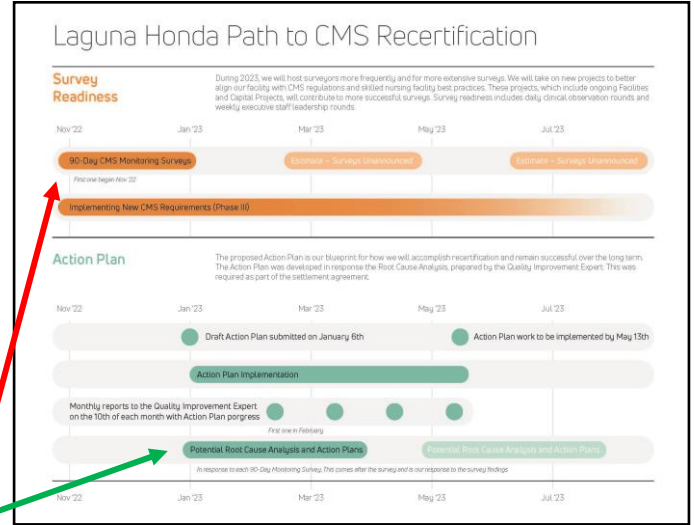 Laguna Honda Path to CMS Recertification
Survey
Readiness
During 2023, we will host surveyors more frequently and for more extensive surveys. We will take on new projects to better
align our facility with CMS regulations and skilled nursing facility best practices. These projects, which include ongoing Facilities
and Capital Projects, will contribute to more successful surveys. Survey readiness includes daily clinical observation rounds and
weekly executive staff leadership rounds
Nov '22 Jan '23 Mar '23 May '23 Jul '23
90-Day CMS Monitoring Surveys Estimate – Surveys Unannounced Estimate – Surveys Unannounced
First one began Nov '22
Implementing New CMS Requirements (Phase III)
Action Plan
The proposed Action Plan is our blueprint for how we will accomplish recertification and remain successful over the long term.
The Action Plan was developed in response the Root Cause Analysis, prepared by the Quality Improvement Expert. This was
required as part of the settlement agreement.
Nov '22 Jan '23 Mar '23 May '23 Jul '23
Draft Action Plan submitted on January 6th Action Plan work to be implemented by May 13th
Action Plan Implementation
Monthly reports to the Quality Improvement Expert
on the 10th of each month with Action Plan porgress
First one in February
Potential Root Cause Analysis and Action Plans Potential Root Cause Analysis and Action Plans
In response to each 90-Day Monitoring Survey. This comes after the survey and is our response to the survey findings
Nov '22 Jan '23 Mar '23 May '23 Jul '23